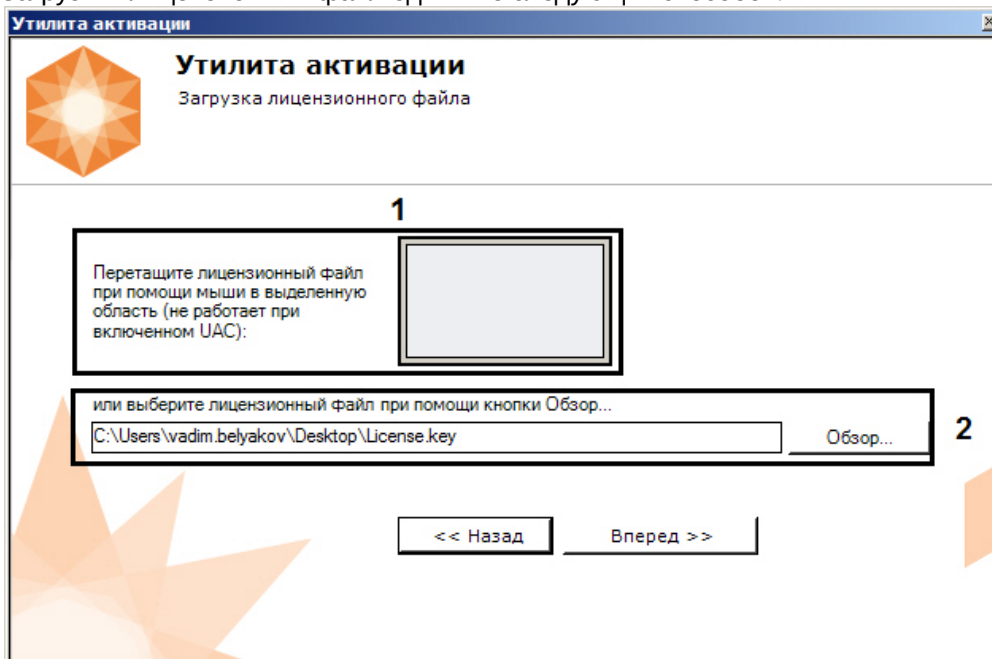 Утилита активации
Утилита активации
Загрузка лицензионного файла
1
Перетащите лицензионный файл
при помощи мыши в выделенную
область (не работает при
включенном UAC):
или выберите лицензионный файл при помощи кнопки Обзор...
C:\Users\vadim.belyakov\Desktop\License.key
Обзор...
2
<< Назад
Вперед >>